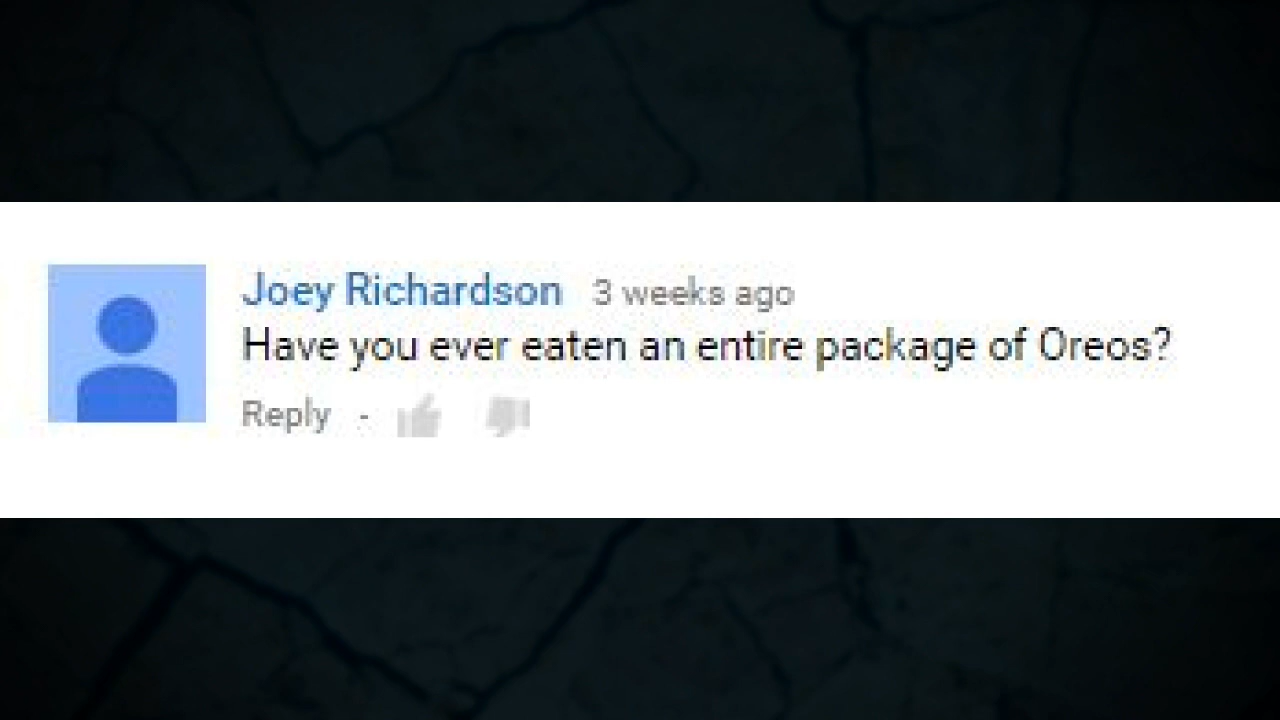 Joey Richardson 3 weeks ago
Have you ever eaten an entire package of Oreos?
Reply -